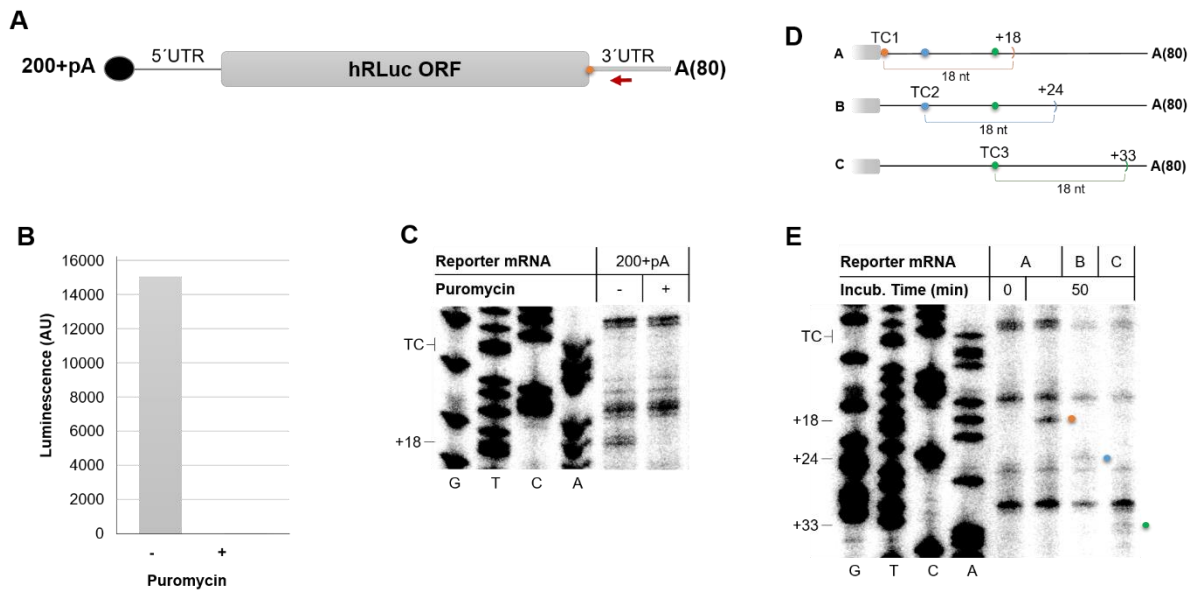 A
200+pA
5´UTR
hRLuc ORF
3´UTR
A(80)
B
Luminescence (AU)
16000
14000
12000
10000
8000
6000
4000
2000
0
- +
Puromycin
C
Reporter mRNA 200+pA
Puromycin - +
TC
+18
G T C A
D
A TC1 +18 A(80)
18 nt
B TC2 +24 A(80)
18 nt
C TC3 +33 A(80)
18 nt
E
Reporter mRNA A B C
Incub. Time (min) 0 50
TC
+18
+24
+33
G T C A